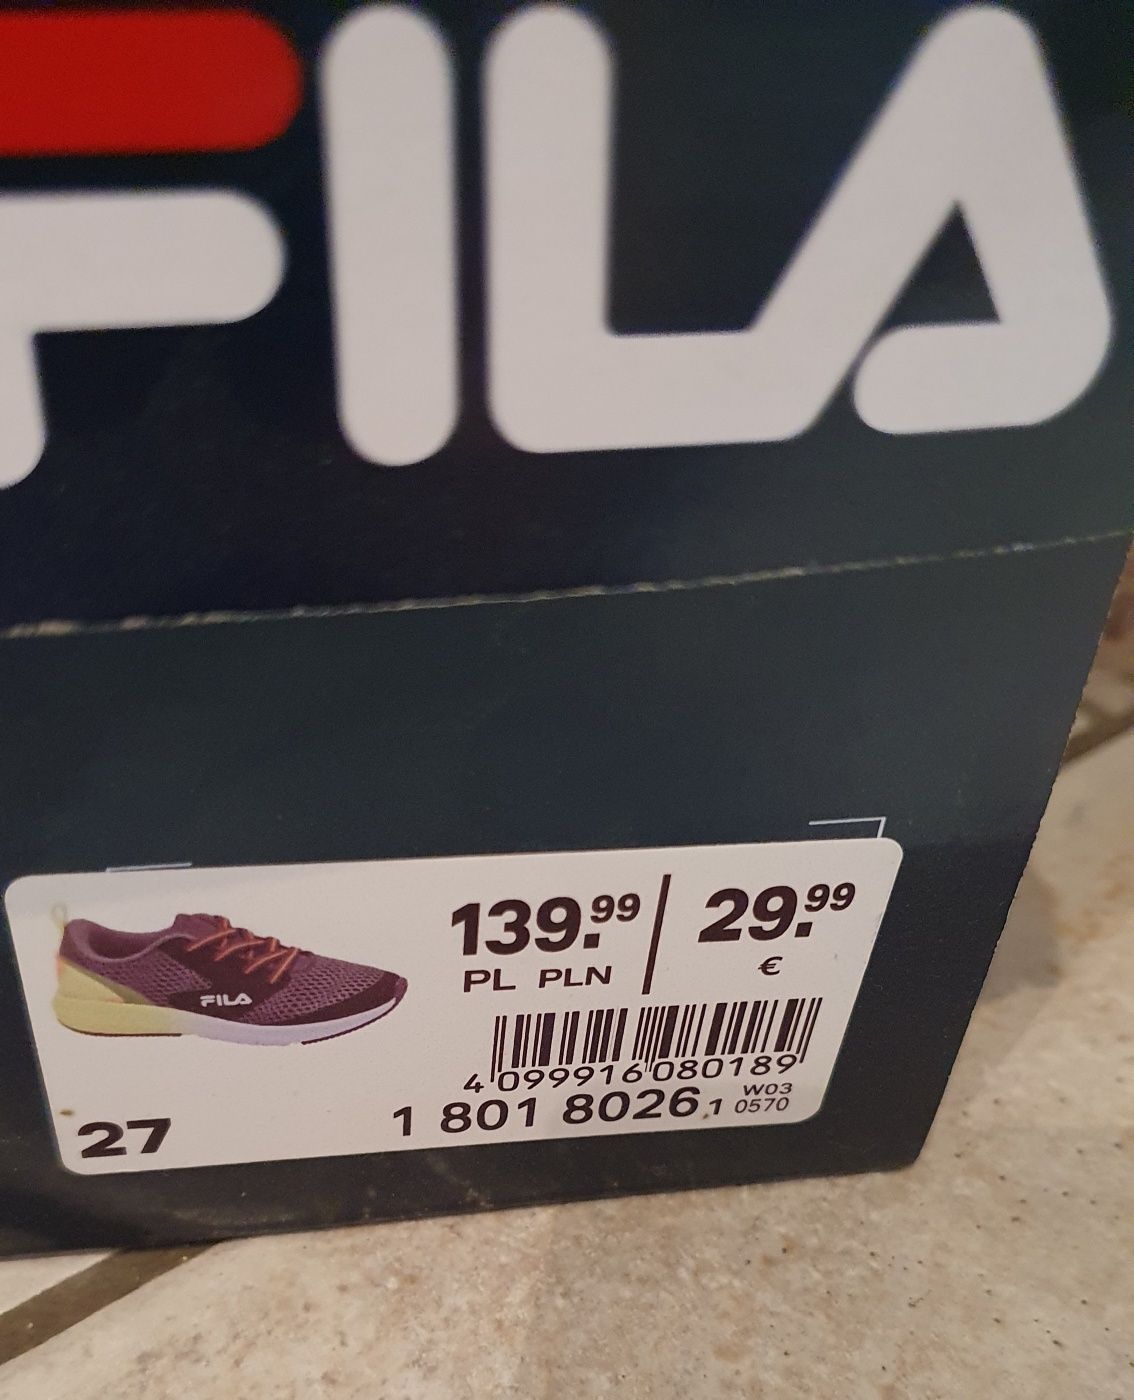 FILA
FILA
139.99 | 29.99
PL PLN €
4 099916 080189
1 801 8026.1 W03 0570
27